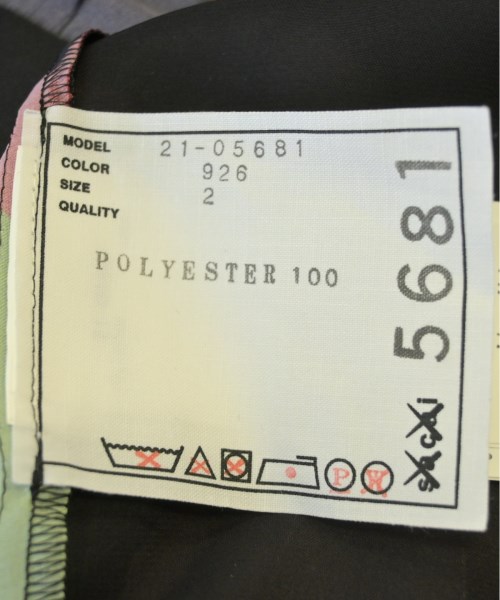 MODEL 21-05681
COLOR 926
SIZE 2
QUALITY
POLYESTER 100
5681
sacai
P
W